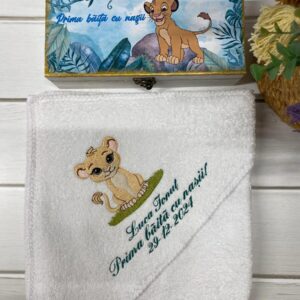 Prima băiță cu nașii
Luca Ionuț
Prima băiță cu nașii!
29.12.2024